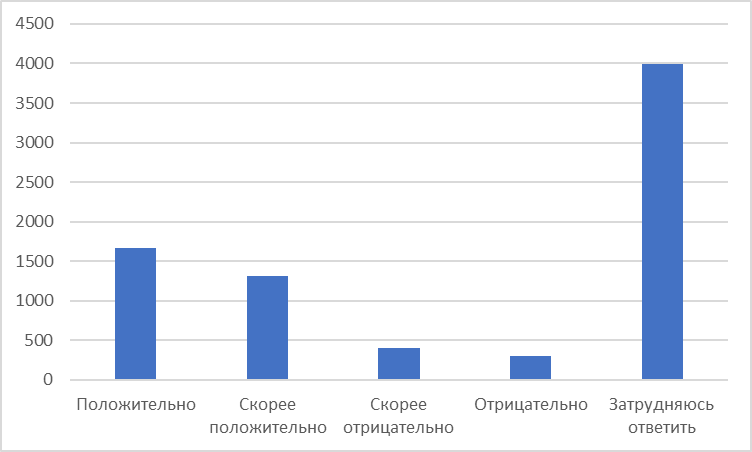 4500
4000
3500
3000
2500
2000
1500
1000
500
0
Положительно
Скорее
положительно
Скорее
отрицательно
Отрицательно
Затрудняюсь
ответить